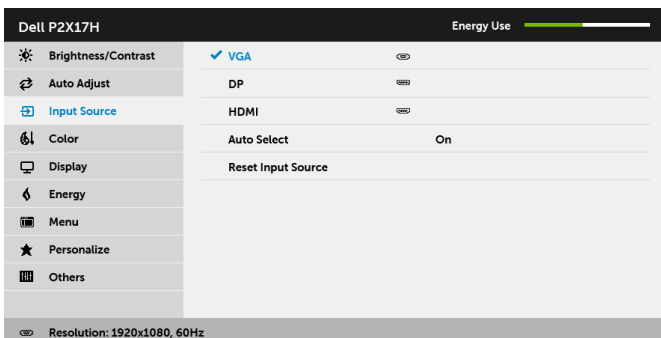 Dell P2X17H Energy Use
Brightness/Contrast VGA
Auto Adjust DP
Input Source HDMI
Color Auto Select On
Display Reset Input Source
Energy
Menu
Personalize
Others
Resolution: 1920x1080, 60Hz